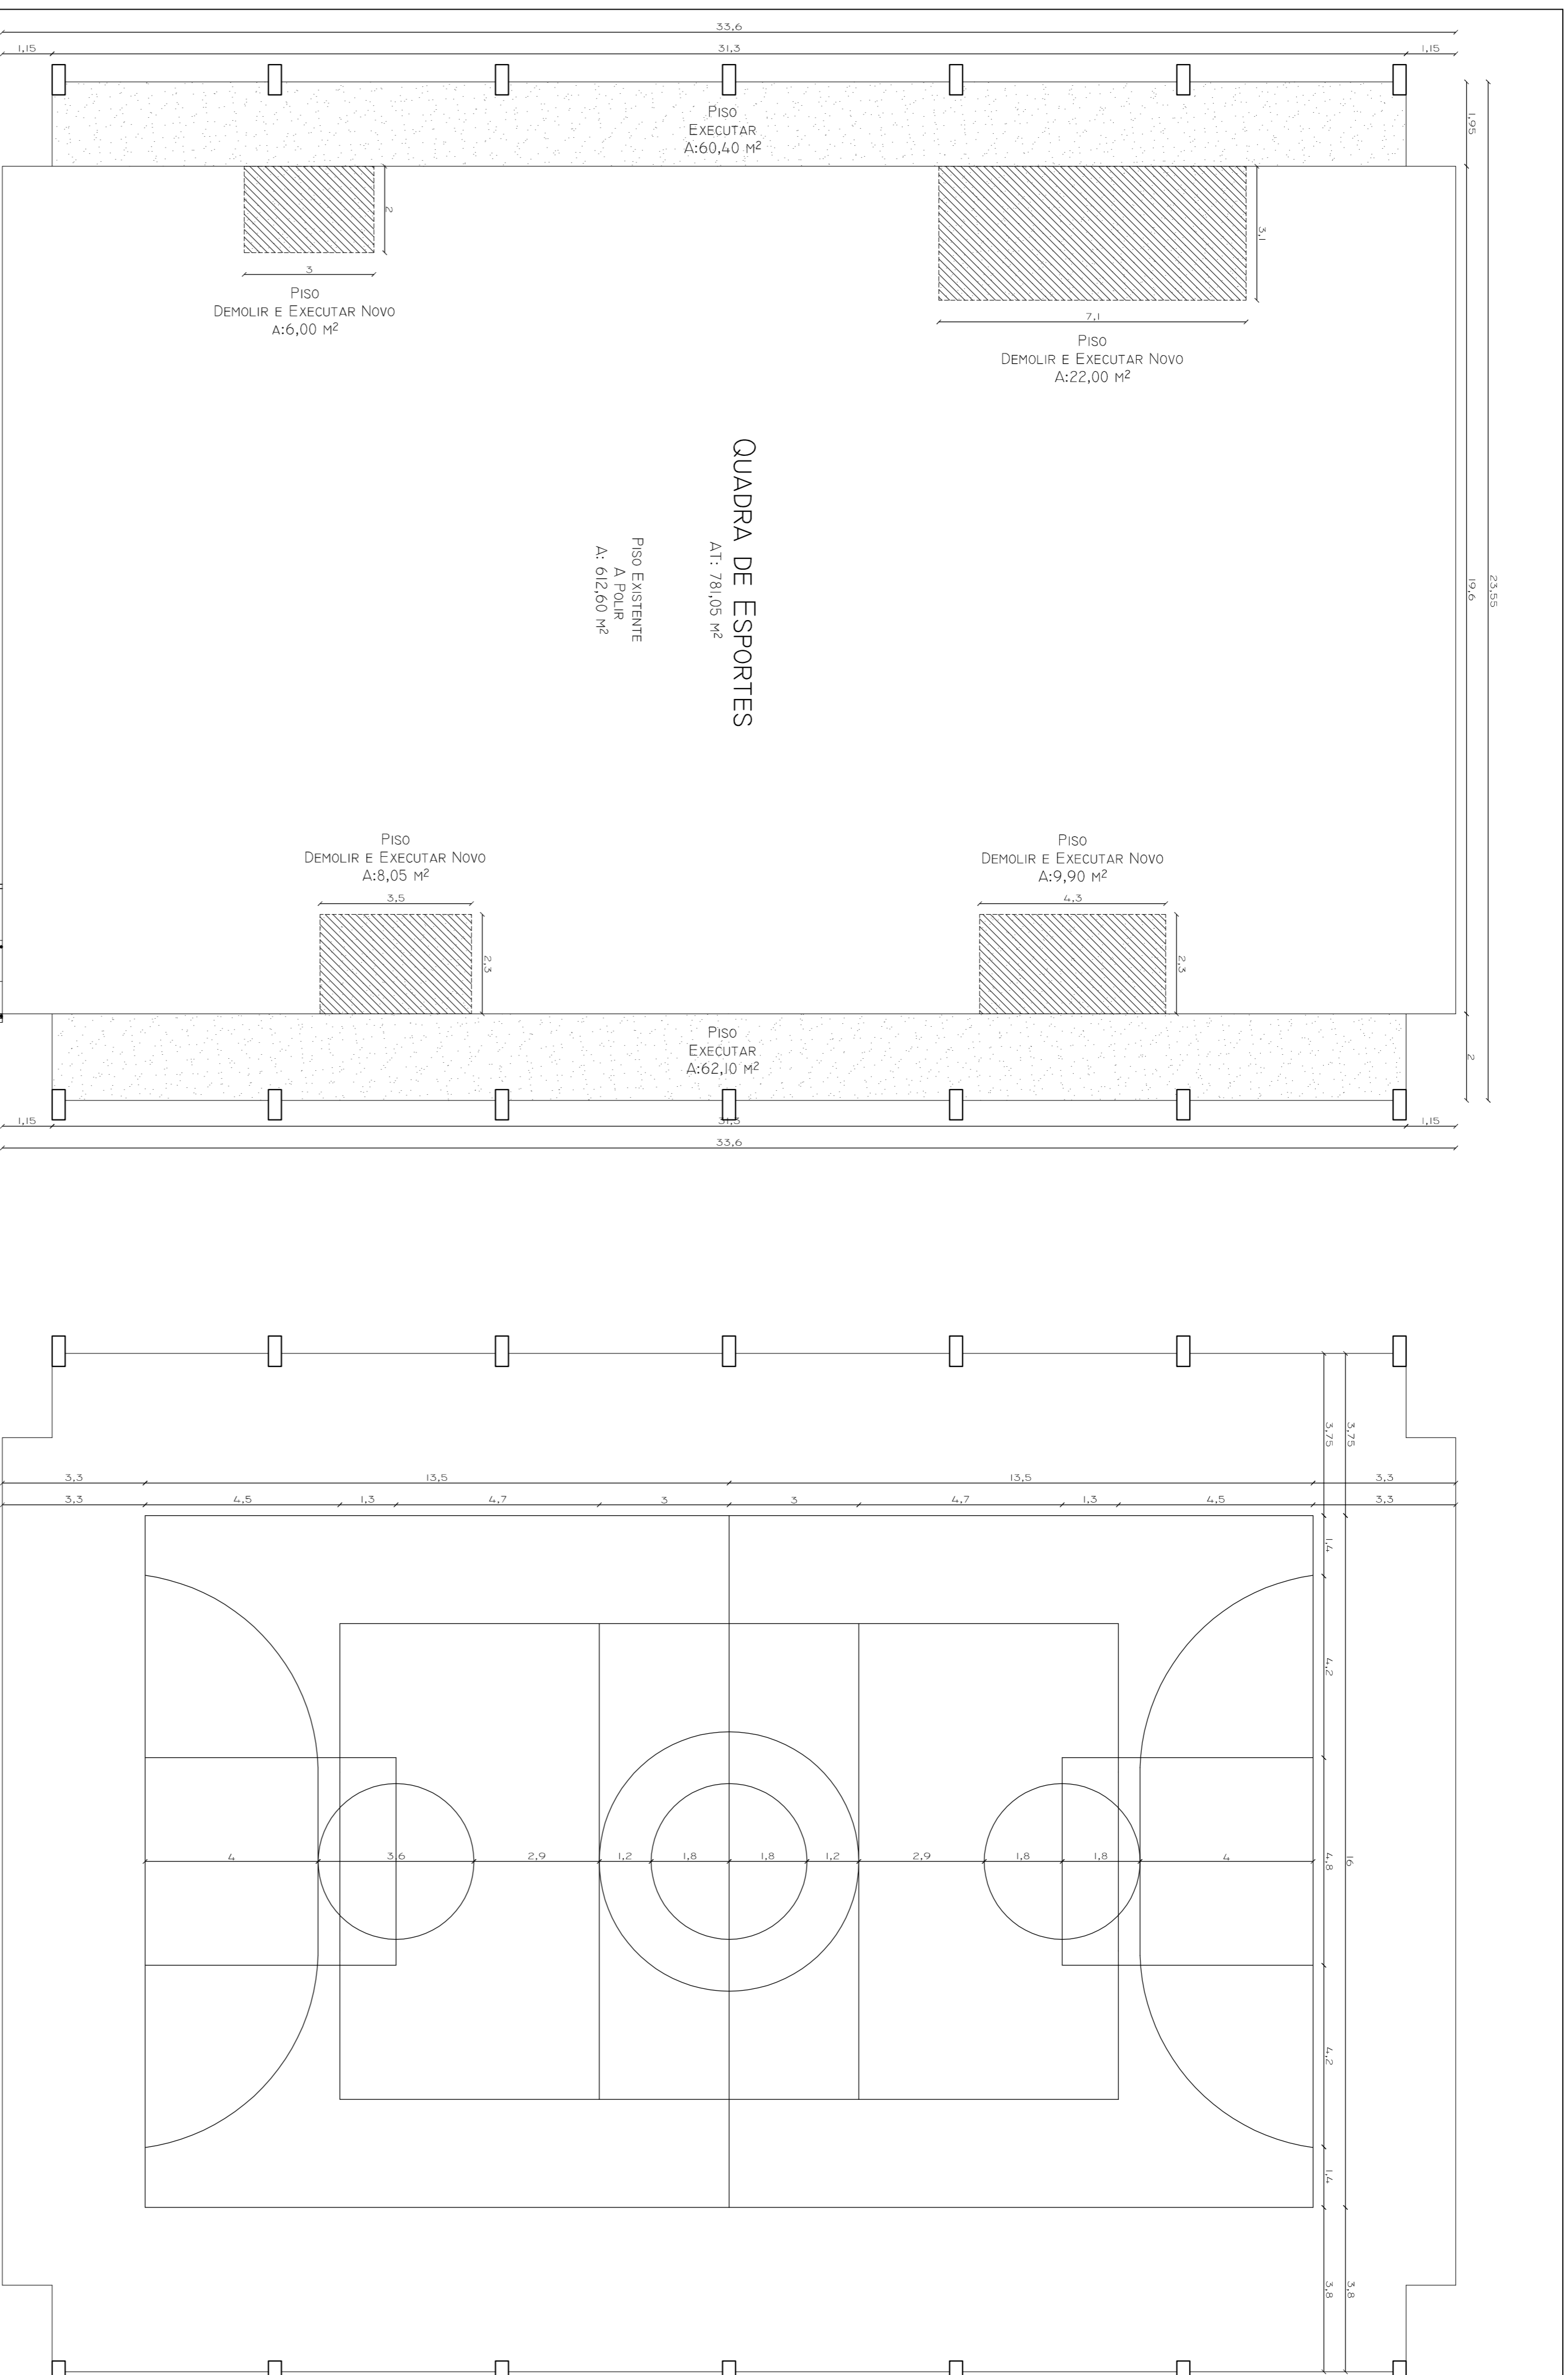 33,6
1,15
31,3
1,15
PISO
EXECUTAR
A:60,40 M²
1,95
2
3
PISO
DEMOLIR E EXECUTAR NOVO
A:6,00 M²
3,1
7,1
PISO
DEMOLIR E EXECUTAR NOVO
A:22,00 M²
QUADRA DE ESPORTES
AT: 781,05 M²
PISO EXISTENTE
A POLIR
A: 612,60 M²
19,6
23,55
PISO
DEMOLIR E EXECUTAR NOVO
A:8,05 M²
3,5
2,3
PISO
DEMOLIR E EXECUTAR NOVO
A:9,90 M²
4,3
2,3
PISO
EXECUTAR
A:62,10 M²
2
1,15
31,3
1,15
33,6
3,75
3,75
3,3
13,5
13,5
3,3
3,3
4,5
1,3
4,7
3
3
4,7
1,3
4,5
3,3
1,4
4,2
4
3,6
2,9
1,2
1,8
1,8
1,2
2,9
1,8
1,8
4
4,8
16
4,2
1,4
3,8
3,8